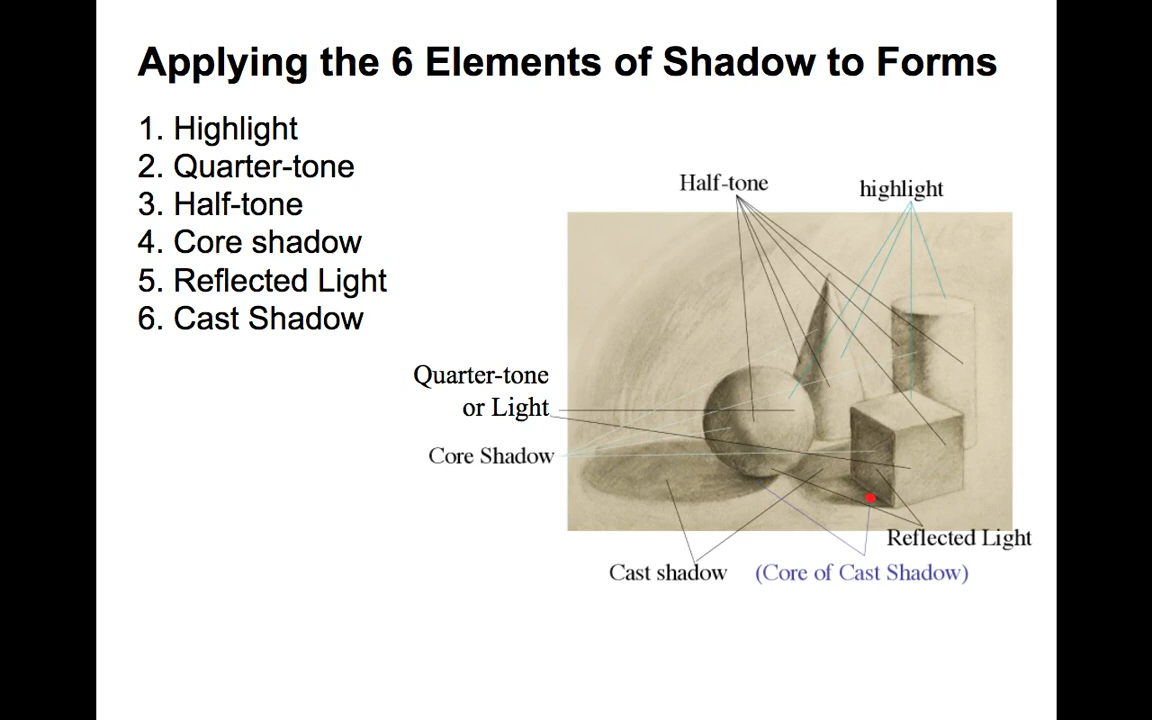 Applying the 6 Elements of Shadow to Forms
1. Highlight
2. Quarter-tone
3. Half-tone
4. Core shadow
5. Reflected Light
6. Cast Shadow
Half-tone
highlight
Quarter-tone
or Light
Core Shadow
Reflected Light
Cast shadow
(Core of Cast Shadow)